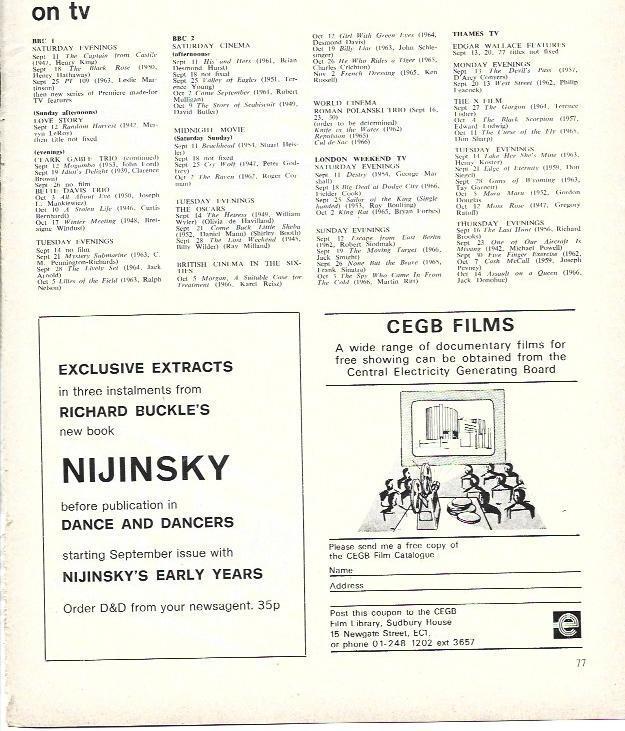 on tv
BBC 1
SATURDAY EVENINGS
Sept 11 The Captain from Castile
(1947, Henry King)
Sept 18 The Black Rose (1950,
Henry Hathaway)
Sept 25 PT 109 (1963, Leslie Mar-
tinson)
then new series of Premiere made-for
TV features
(Sunday afternoons)
LOVE STORY
Sept 12 Random Harvest (1942, Mer-
vyn LeRoy)
then title not fixed
(evenings)
CLARK GABLE TRIO (continued)
Sept 12 Mogambo (1953, John Ford)
Sept 19 Idiot's Delight (1939, Clarence
Brown)
Sept 26 no film
BETTE DAVIS TRIO
Oct 3 All About Eve (1950, Joseph
L. Mankiewicz)
Oct 10 A Stolen Life (1946, Curtis
Bernhardt)
Oct 17 Winter Meeting (1948, Bret-
aigne Windust)
TUESDAY EVENINGS
Sept 14 no film
Sept 21 Mystery Submarine (1963, C.
M. Pennington-Richards)
Sept 28 The Lively Set (1964, Jack
Arnold)
Oct 5 Lilies of the Field (1963, Ralph
Nelson)
BBC 2
SATURDAY CINEMA
(afternoons)
Sept 11 His and Hers (1961, Brian
Desmond Hurst)
Sept 18 not fixed
Sept 25 Valley of Eagles (1951, Ter-
ence Young)
Oct 2 Come September (1961, Robert
Mulligan)
Oct 9 The Story of Seabiscuit (1949,
David Butler)
MIDNIGHT MOVIE
(Saturday Sunday)
Sept 11 Beachhead (1953, Stuart Heis-
ler)
Sept 18 not fixed
Sept 25 Cry Wolf (1947, Peter God-
frey)
Oct 2 The Raven (1962, Roger Cor-
man)
TUESDAY EVENINGS
THE OSCARS
Sept 14 The Heiress (1949, William
Wyler) (Olivia de Havilland)
Sept 21 Come Back Little Sheba
(1952, Daniel Mann) (Shirley Booth)
Sept 28 The Lost Weekend (1945,
Billy Wilder) (Ray Milland)
BRITISH CINEMA IN THE SIX-
TIES
Oct 5 Morgan, A Suitable Case for
Treatment (1966, Karel Reisz)
Oct 12 Girl With Green Eyes (1964,
Desmond Davis)
Oct 19 Billy Liar (1963, John Schle-
singer)
Oct 26 He Who Rides a Tiger (1965,
Charles Crichton)
Nov 2 French Dressing (1965, Ken
Russell)
WORLD CINEMA
ROMAN POLANSKI TRIO (Sept 16,
23, 30)
(order to be determined)
Knife in the Water (1962)
Repulsion (1965)
Cul de Sac (1966)
LONDON WEEKEND TV
SATURDAY EVENINGS
Sept 11 Destry (1954, George Mar-
shall)
Sept 18 Big Deal at Dodge City (1966,
Fielder Cook)
Sept 25 Sailor of the King (Single
handed) (1953, Roy Boulting)
Oct 2 King Rat (1965, Bryan Forbes)
SUNDAY EVENINGS
Sept 12 Escape from East Berlin
(1962, Robert Siodmak)
Sept 19 The Moving Target (1966,
Jack Smight)
Sept 26 None But the Brave (1965,
Frank Sinatra)
Oct 3 The Spy Who Came In From
The Cold (1966, Martin Ritt)
THAMES TV
EDGAR WALLACE FEATURES
Sept 13, 20, 27 titles not fixed
MONDAY EVENINGS
Sept 13 The Devil's Pass (1957,
D'Arcy Conyers)
Sept 20 13 West Street (1962, Philip
Leacock)
THE X FILM
Sept 27 The Gorgon (1964, Terence
Fisher)
Oct 4 The Black Scorpion (1957,
Edward Ludwig)
Oct 11 The Curse of the Fly (1965,
Don Sharp)
TUESDAY EVENINGS
Sept 14 Take Her She's Mine (1963,
Henry Koster)
Sept 21 Edge of Eternity (1959, Don
Siegel)
Sept 28 Guns of Wyoming (1963,
Tay Garnett)
Oct 5 Mara Maru (1952, Gordon
Douglas)
Oct 12 Moss Rose (1947, Gregory
Ratoff)
THURSDAY EVENINGS
Sept 16 The Last Hunt (1956, Richard
Brooks)
Sept 23 One of Our Aircraft Is
Missing (1942, Michael Powell)
Sept 30 Five Finger Exercise (1962,
Oct 7 Cash McCall (1959, Joseph
Pevney)
Oct 14 Assault on a Queen (1966,
Jack Donohue)
EXCLUSIVE EXTRACTS
in three instalments from
RICHARD BUCKLE'S
new book
NIJINSKY
before publication in
DANCE AND DANCERS
starting September issue with
NIJINSKY'S EARLY YEARS
Order D&D from your newsagent. 35p
CEGB FILMS
A wide range of documentary films for
free showing can be obtained from the
Central Electricity Generating Board
Please send me a free copy of
the CEGB Film Catalogue
Name
Address
Post this coupon to the CEGB
Film Library, Sudbury House
15 Newgate Street, EC1,
or phone 01-248 1202 ext 3657
77